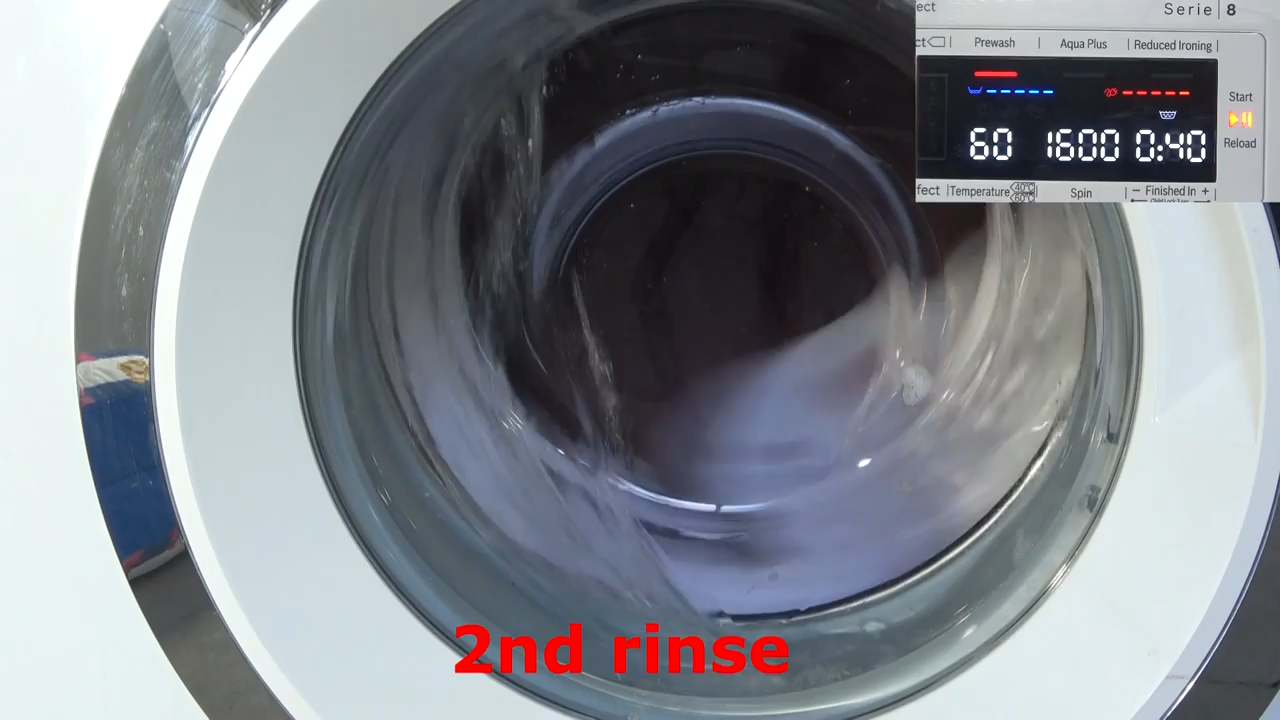 ect
Serie | 8
ct
Prewash | Aqua Plus | Reduced Ironing |
Start
60 1600 0:40
Reload
fect | Temperature 40°C 60°C | Spin | − Finished In +
2nd rinse